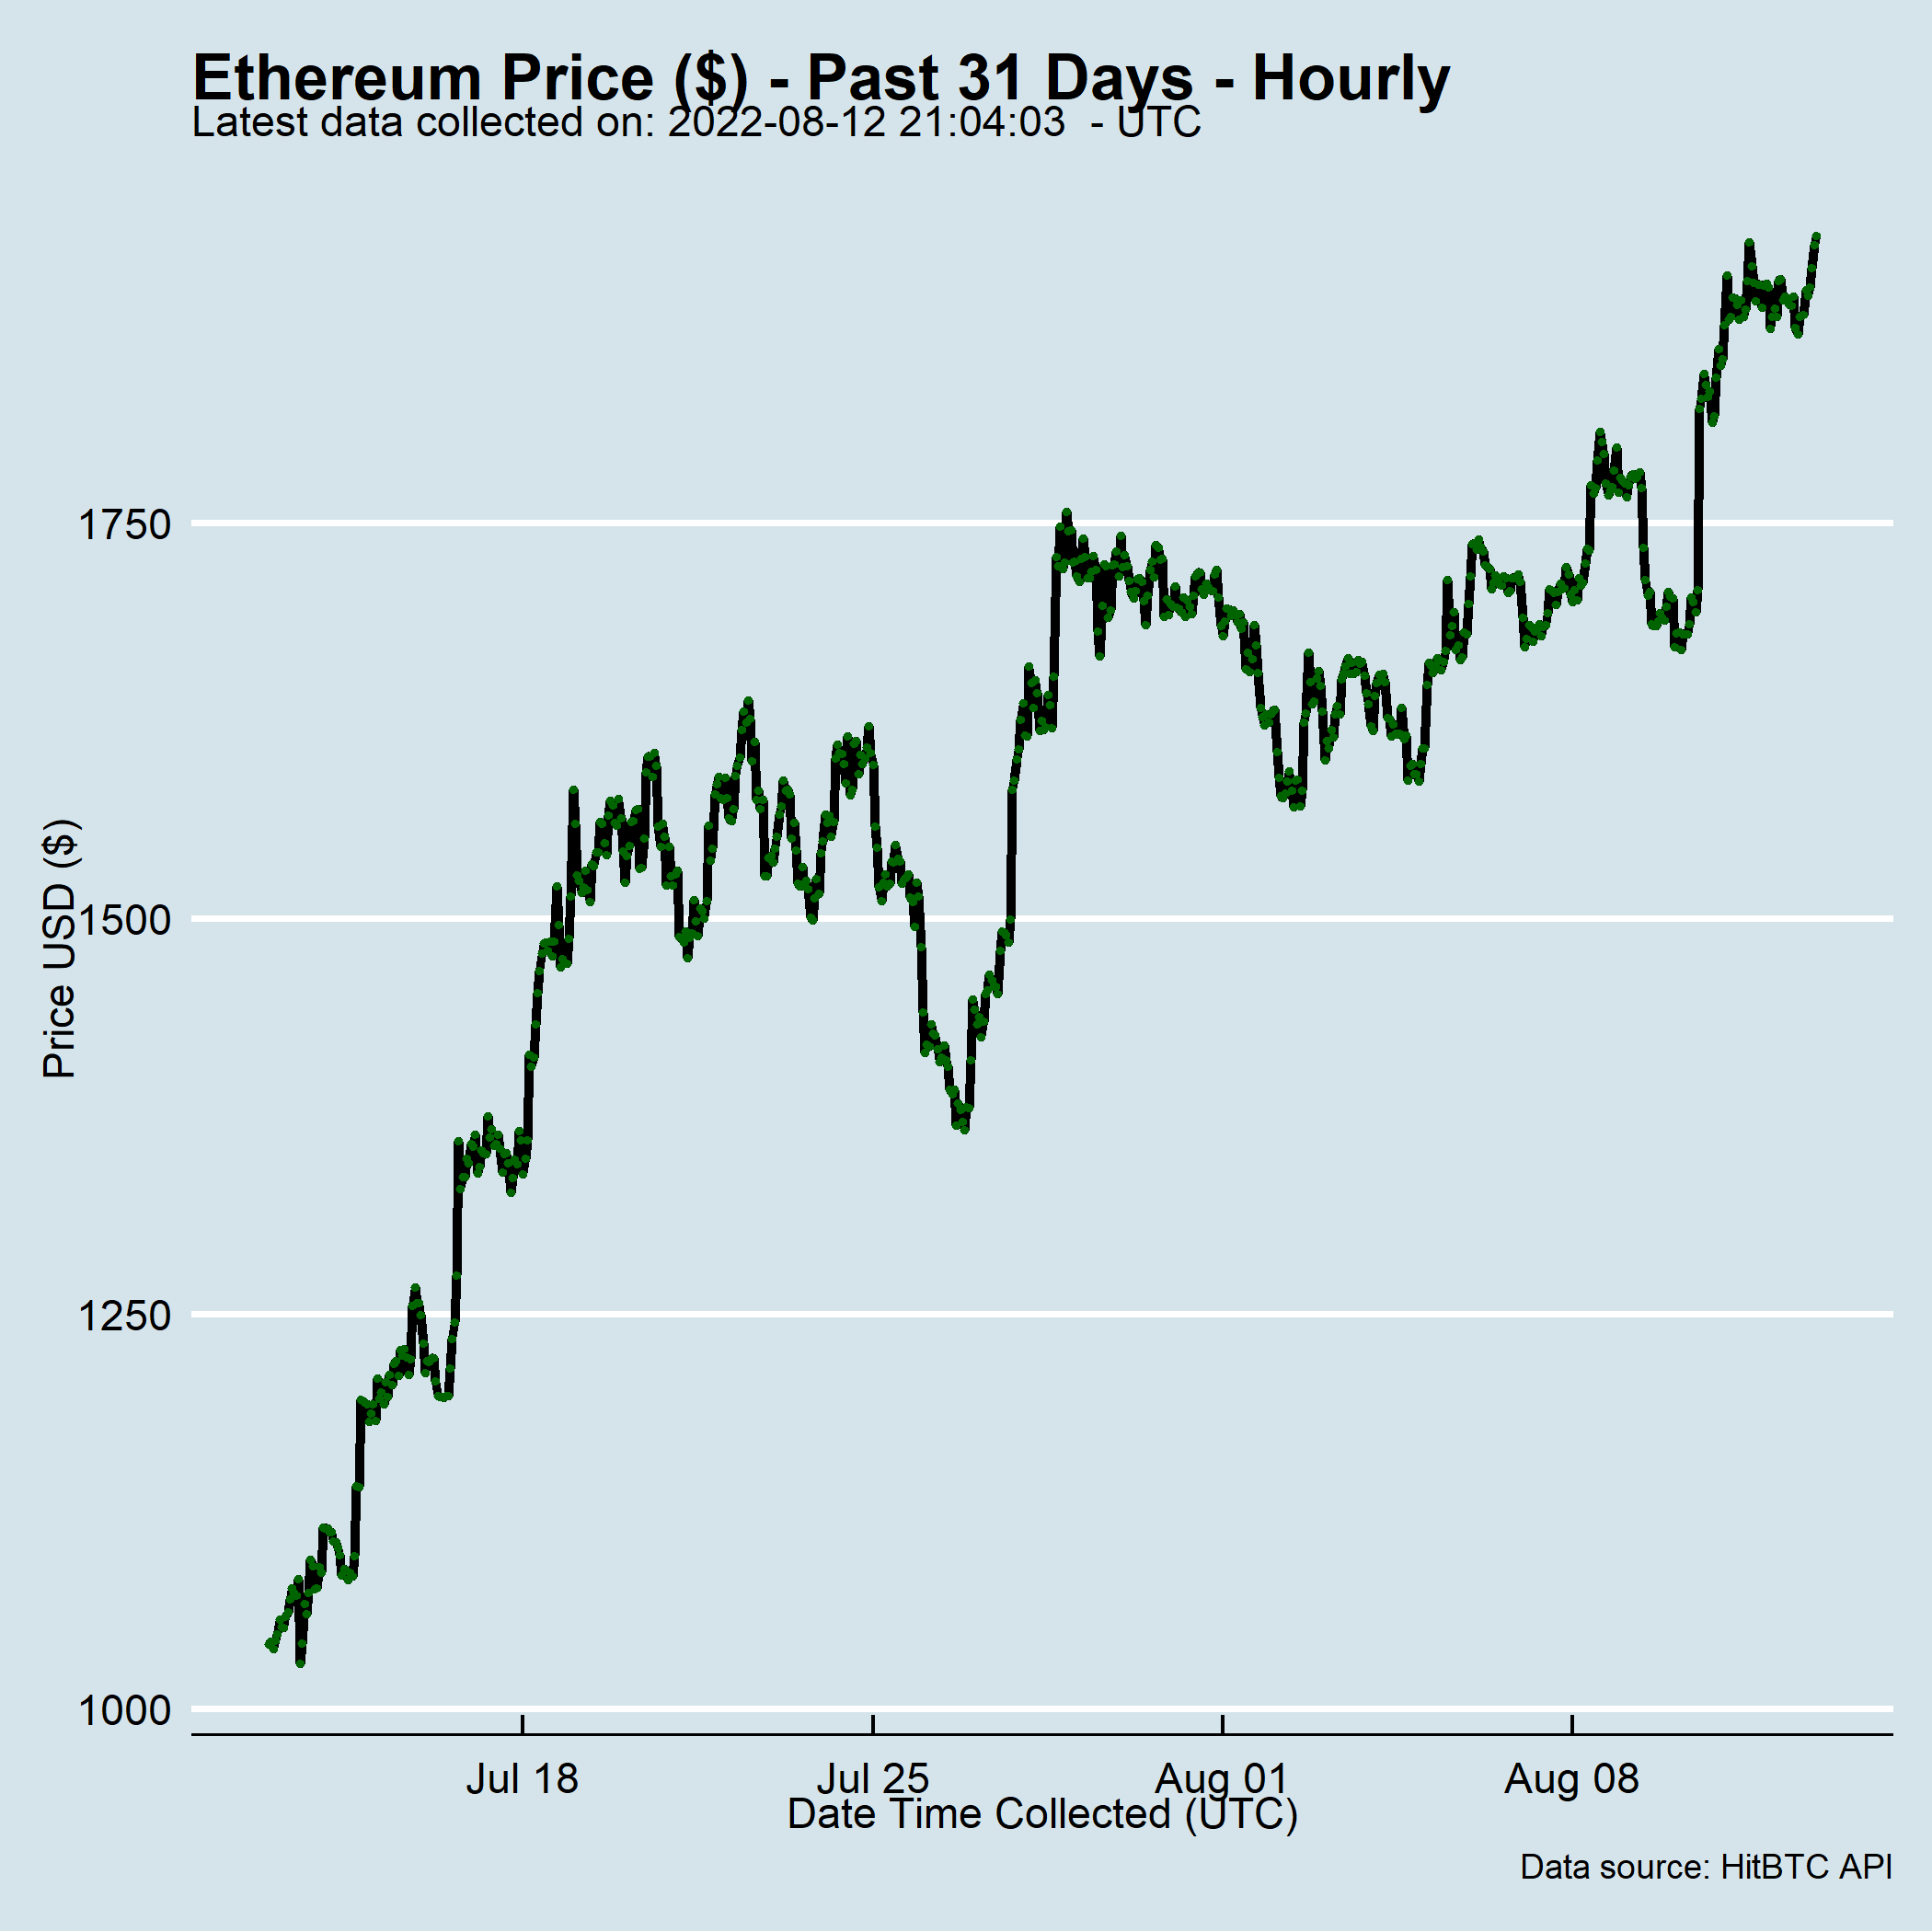 Ethereum Price ($) - Past 31 Days - Hourly
Latest data collected on: 2022-08-12 21:04:03  - UTC
Price USD ($)
1750
1500
1250
1000
Jul 18
Jul 25
Aug 01
Aug 08
Date Time Collected (UTC)
Data source: HitBTC API